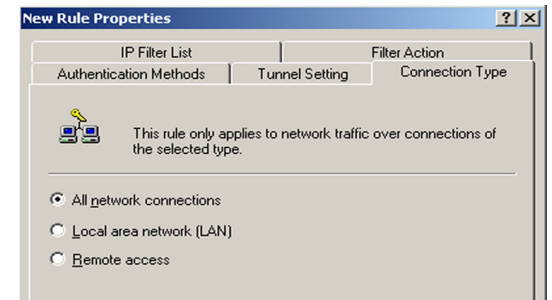 New Rule Properties
IP Filter List
Filter Action
Authentication Methods
Tunnel Setting
Connection Type
This rule only applies to network traffic over connections of
the selected type.
All network connections
Local area network (LAN)
Remote access